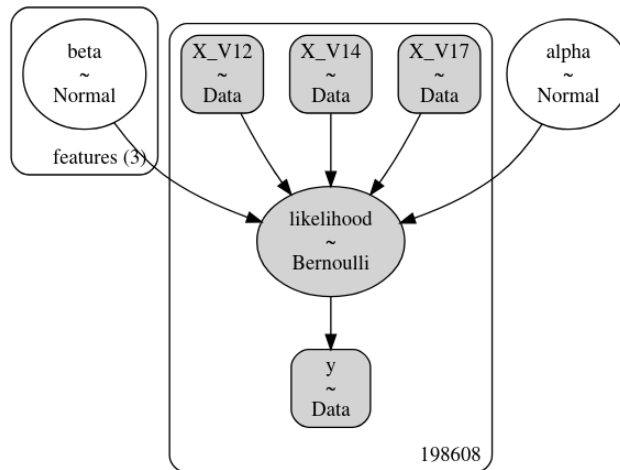 beta
~
Normal
features (3)
X_V12
~
Data
X_V14
~
Data
X_V17
~
Data
alpha
~
Normal
likelihood
~
Bernoulli
y
~
Data
198608